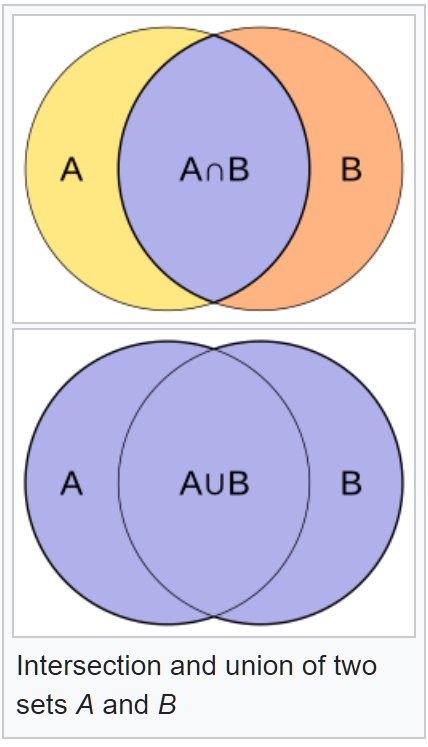 A A∩B B
A A∪B B
Intersection and union of two
sets A and B